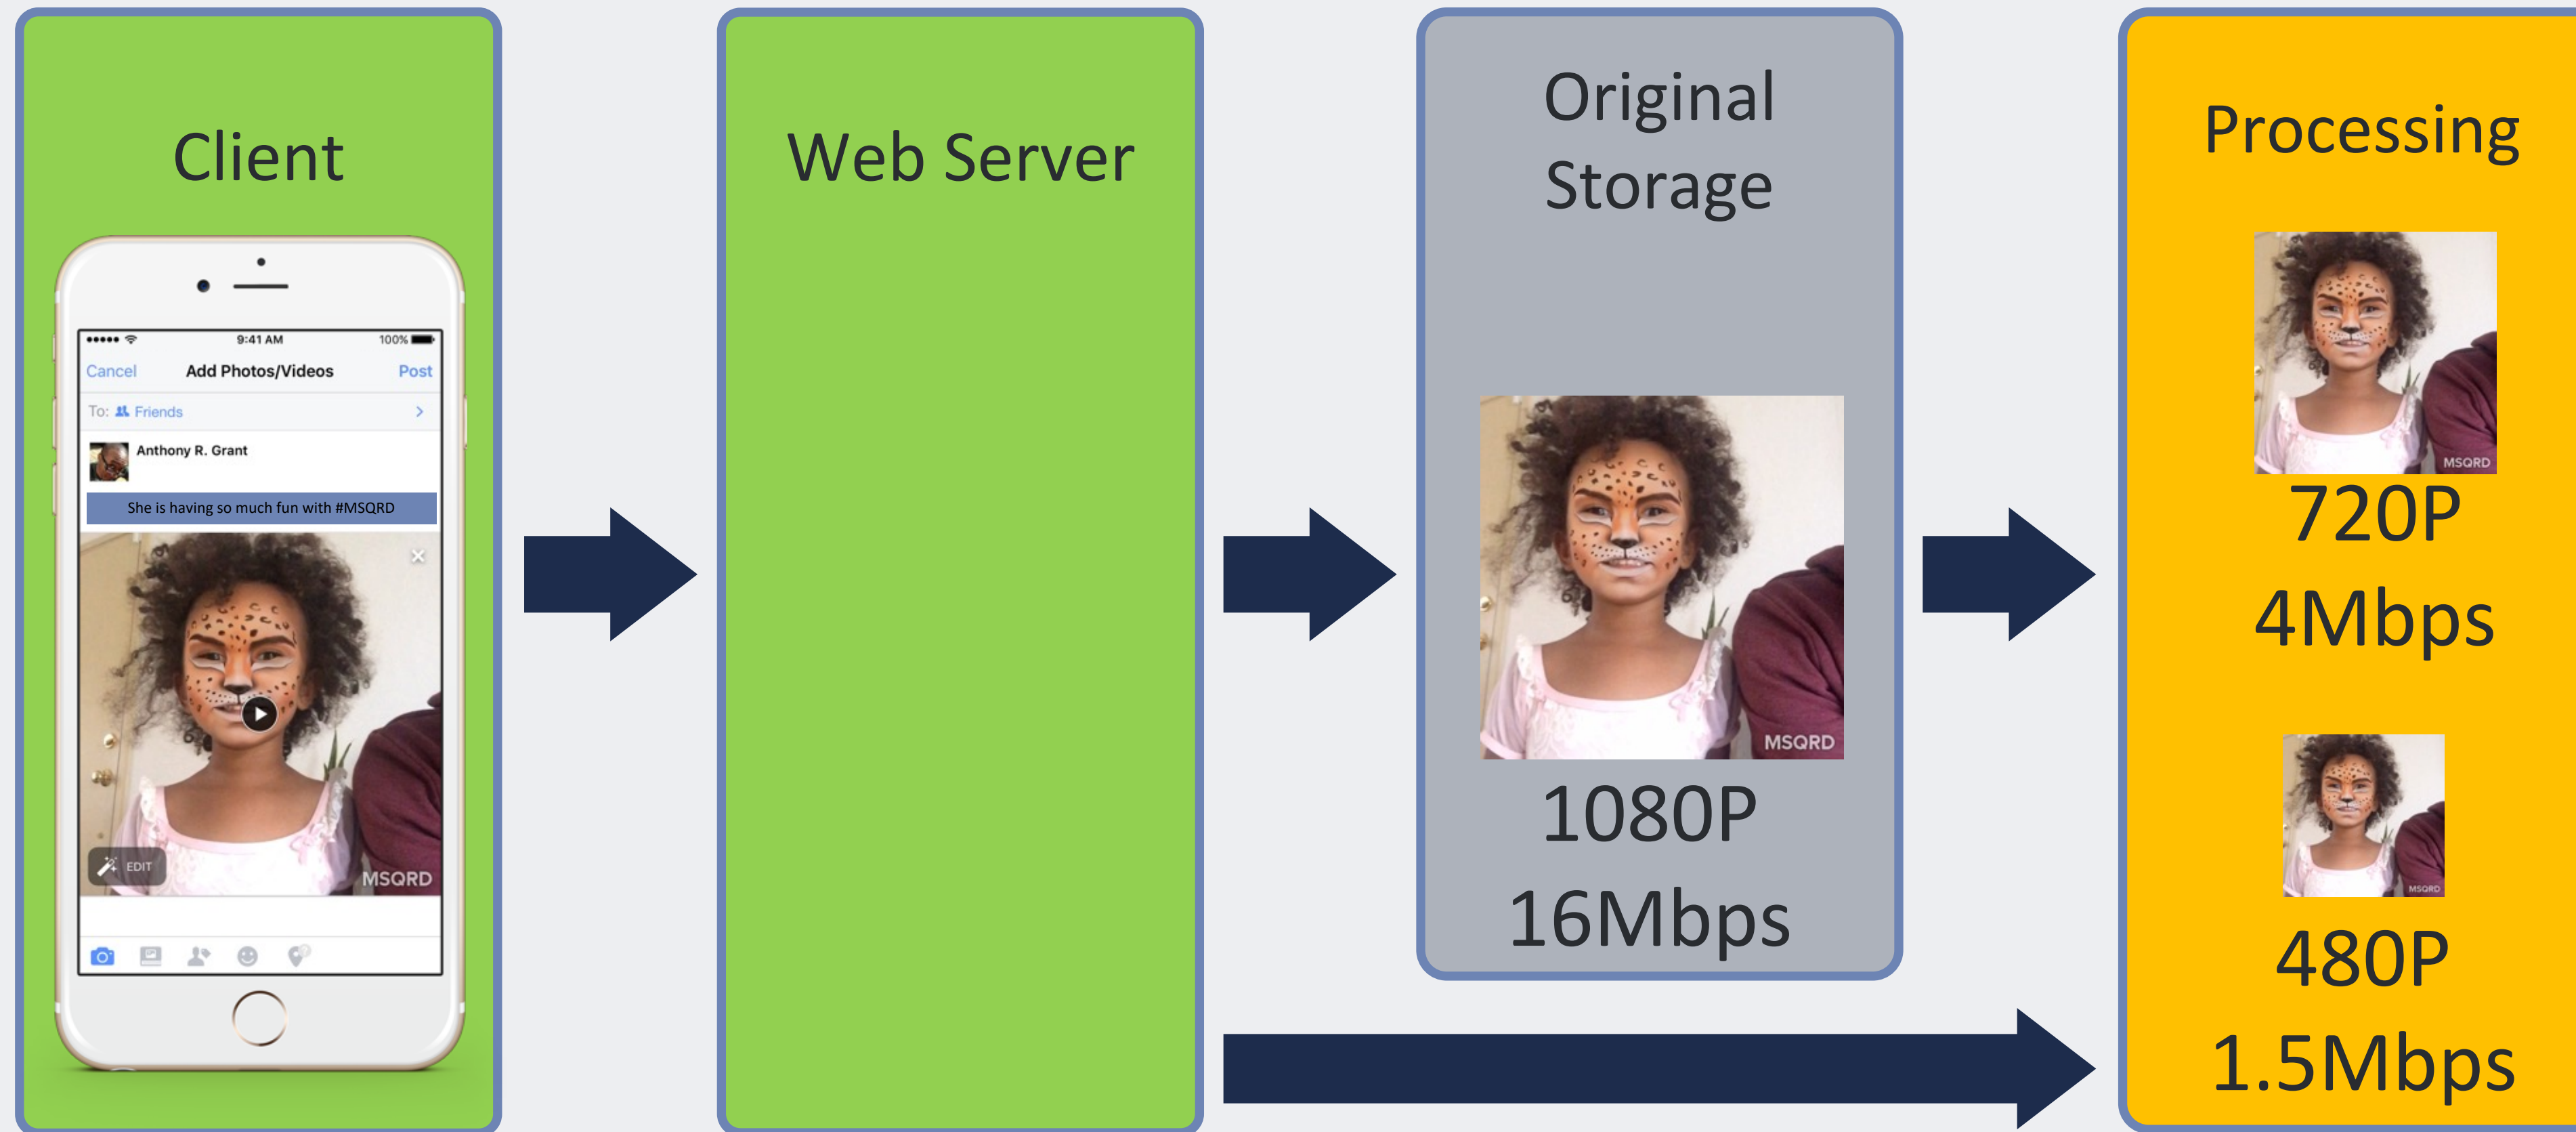 Client
9:41 AM
100%
Cancel
Add Photos/Videos
Post
To:
Friends
Anthony R. Grant
She is having so much fun with #MSQRD
EDIT
MSQRD
Web Server
Original
Storage
MSQRD
1080P
16Mbps
Processing
MSQRD
720P
4Mbps
MSQRD
480P
1.5Mbps